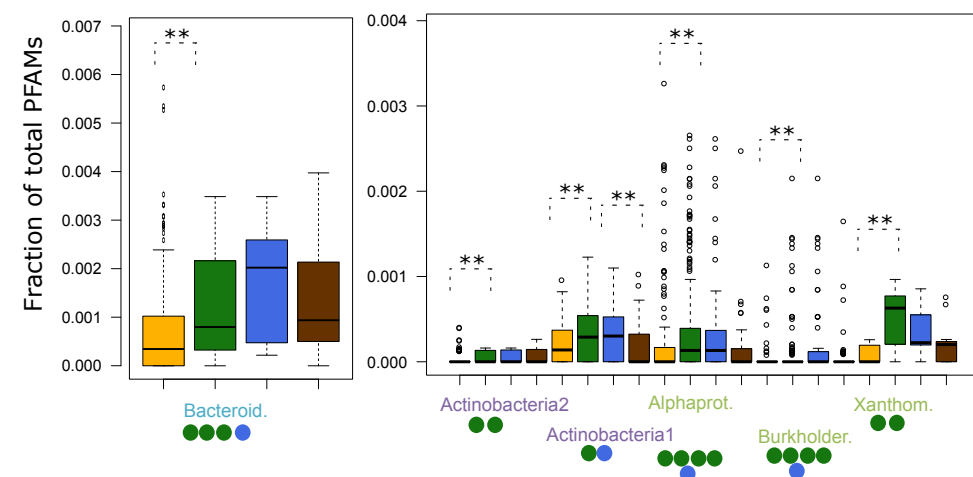 Fraction of total PFAMs
0.007
0.006
0.005
0.004
0.003
0.002
0.001
0.000
**
Bacteroid.
0.004
0.003
0.002
0.001
0.000
**
**
**
**
**
**
Actinobacteria2
Alphaprot.
Xanthom.
Actinobacteria1
Burkholder.